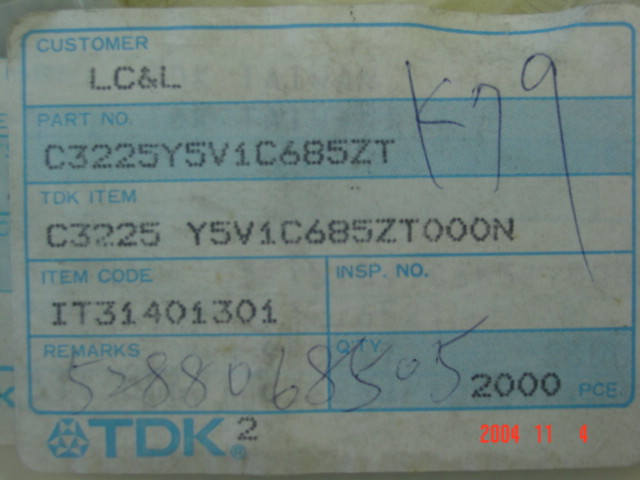 CUSTOMER
LC&L
K79
PART NO.
C3225Y5V1C685ZT
TDK ITEM
C3225 Y5V1C685ZT000N
ITEM CODE
IT31401301
INSP. NO.
REMARKS
QTY
2000 PCE.
TDK® 2
2004 11 4